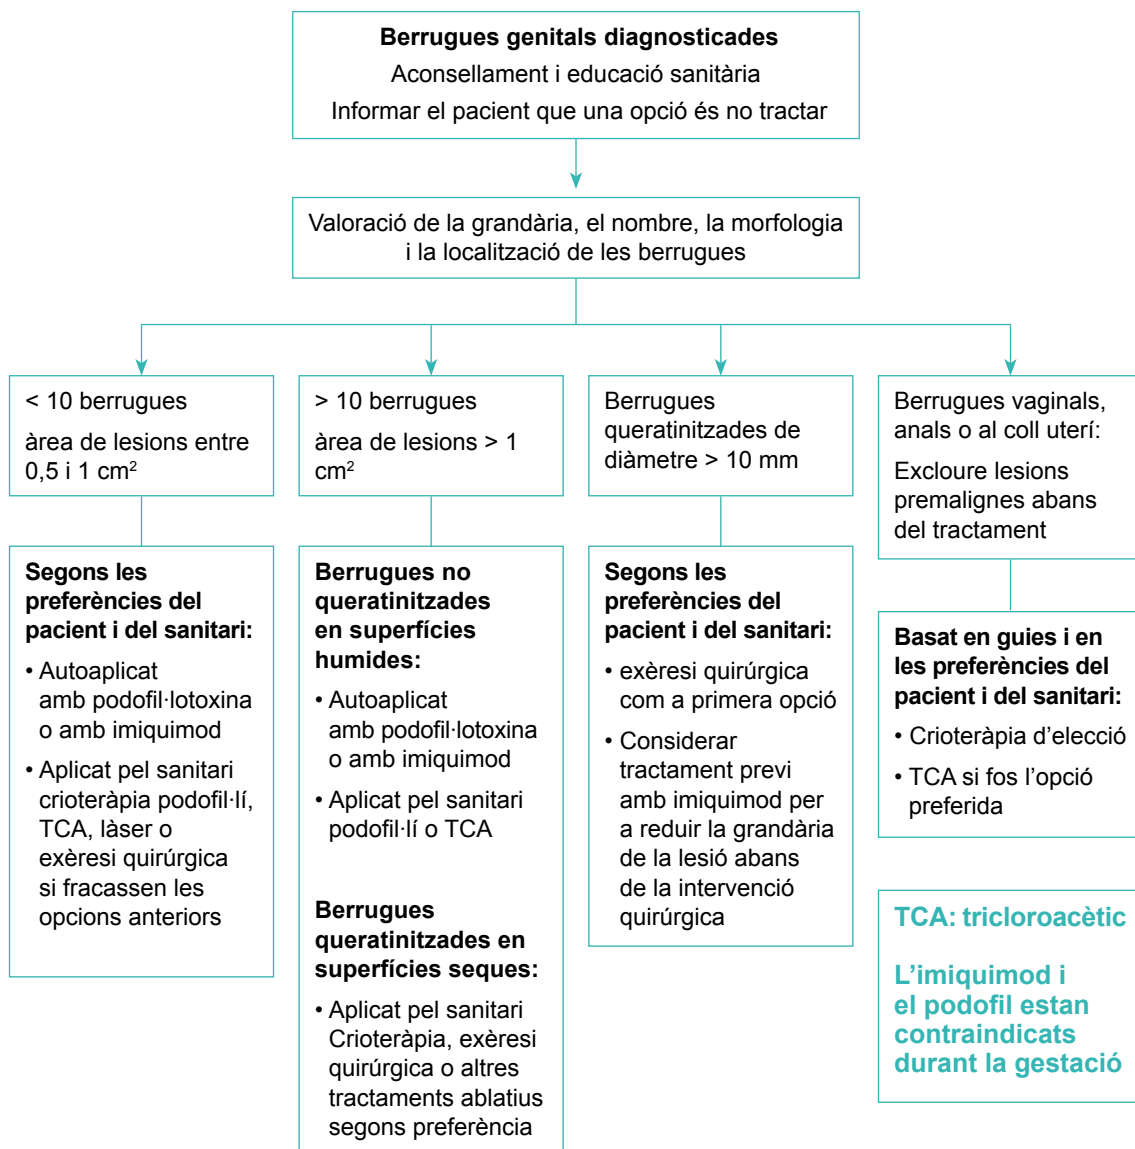 Berrugues genitals diagnosticades
Aconsellament i educació sanitària
Informar el pacient que una opció és no tractar
Valoració de la grandària, el nombre, la morfologia
i la localització de les berrugues
< 10 berrugues
àrea de lesions entre
0,5 i 1 cm²
> 10 berrugues
àrea de lesions > 1
cm²
Berrugues
queratinitzades de
diàmetre > 10 mm
Berrugues vaginals,
anals o al coll uterí:
Excloure lesions
premalignes abans
del tractament
Segons les
preferències del
pacient i del sanitari:
• Autoaplicat
amb podofil·lotoxina
o amb imiquimod
• Aplicat pel sanitari
crioteràpia podofil·lí,
TCA, làser o
exèresi quirúrgica
si fracassen les
opcions anteriors
Berrugues no
queratinitzades
en superfícies
humides:
• Autoaplicat
amb podofil·lotoxina
o amb imiquimod
• Aplicat pel sanitari
podofil·lí o TCA
Berrugues
queratinitzades en
superfícies seques:
• Aplicat pel sanitari
Crioteràpia, exèresi
quirúrgica o altres
tractaments ablatius
segons preferència
Segons les
preferències del
pacient i del sanitari:
• exèresi quirúrgica
com a primera opció
• Considerar
tractament previ
amb imiquimod per
a reduir la grandària
de la lesió abans
de la intervenció
quirúrgica
Basat en guies i en
les preferències del
pacient i del sanitari:
• Crioteràpia d’elecció
• TCA si fos l’opció
preferida
TCA: tricloroacètic
L’imiquimod i
el podofil estan
contraindicats
durant la gestació